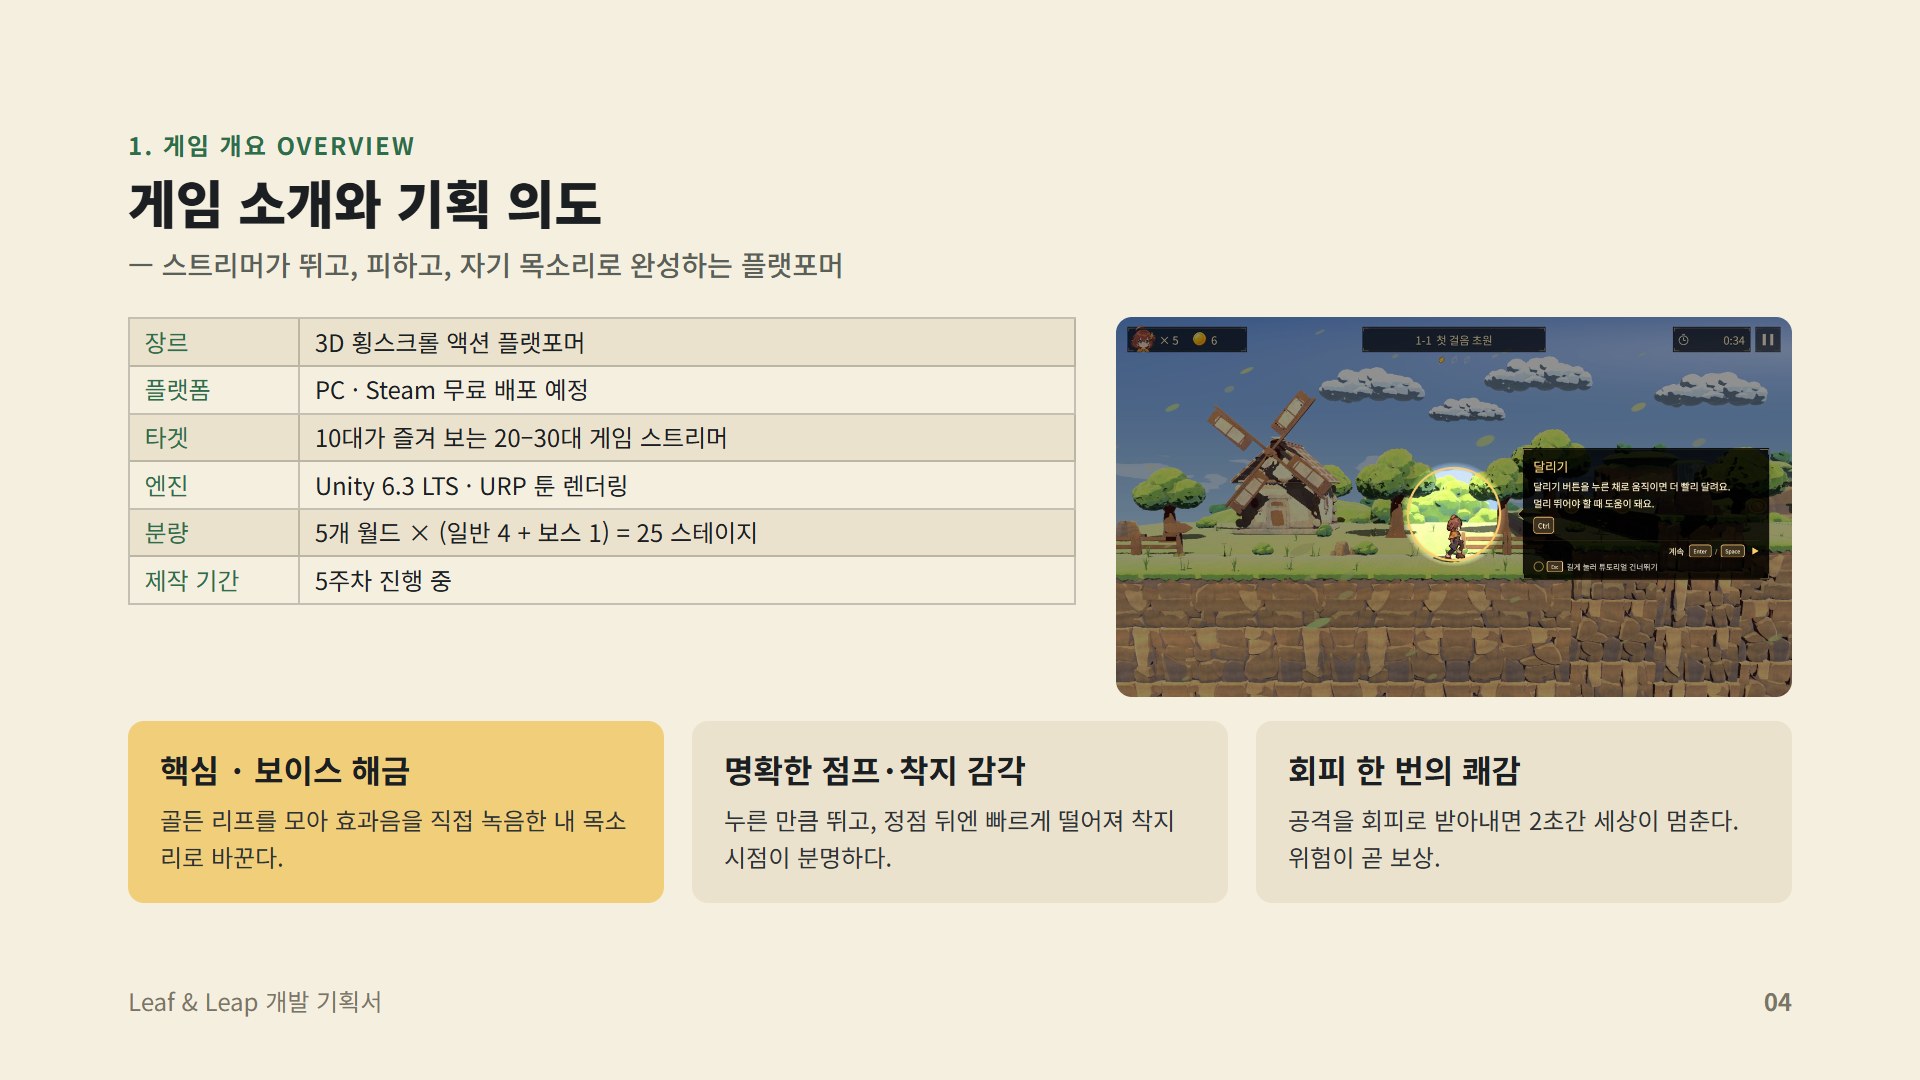 1. 게임 개요 OVERVIEW
게임 소개와 기획 의도
— 스트리머가 뛰고, 피하고, 자기 목소리로 완성하는 플랫포머
장르 3D 횡스크롤 액션 플랫포머
플랫폼 PC · Steam 무료 배포 예정
타겟 10대가 즐겨 보는 20–30대 게임 스트리머
엔진 Unity 6.3 LTS · URP 툰 렌더링
분량 5개 월드 × (일반 4 + 보스 1) = 25 스테이지
제작 기간 5주차 진행 중
× 5 6 1-1 첫 걸음 초원 0:34
달리기
달리기 버튼을 누른 채로 움직이면 더 빨리 달려요.
멀리 뛰어야 할 때 도움이 돼요.
Ctrl
계속 Enter / Space
Esc 길게 눌러 튜토리얼 건너뛰기
핵심 · 보이스 해금
골든 리프를 모아 효과음을 직접 녹음한 내 목소
리로 바꾼다.
명확한 점프·착지 감각
누른 만큼 뛰고, 정점 뒤엔 빠르게 떨어져 착지
시점이 분명하다.
회피 한 번의 쾌감
공격을 회피로 받아내면 2초간 세상이 멈춘다.
위험이 곧 보상.
Leaf & Leap 개발 기획서
04